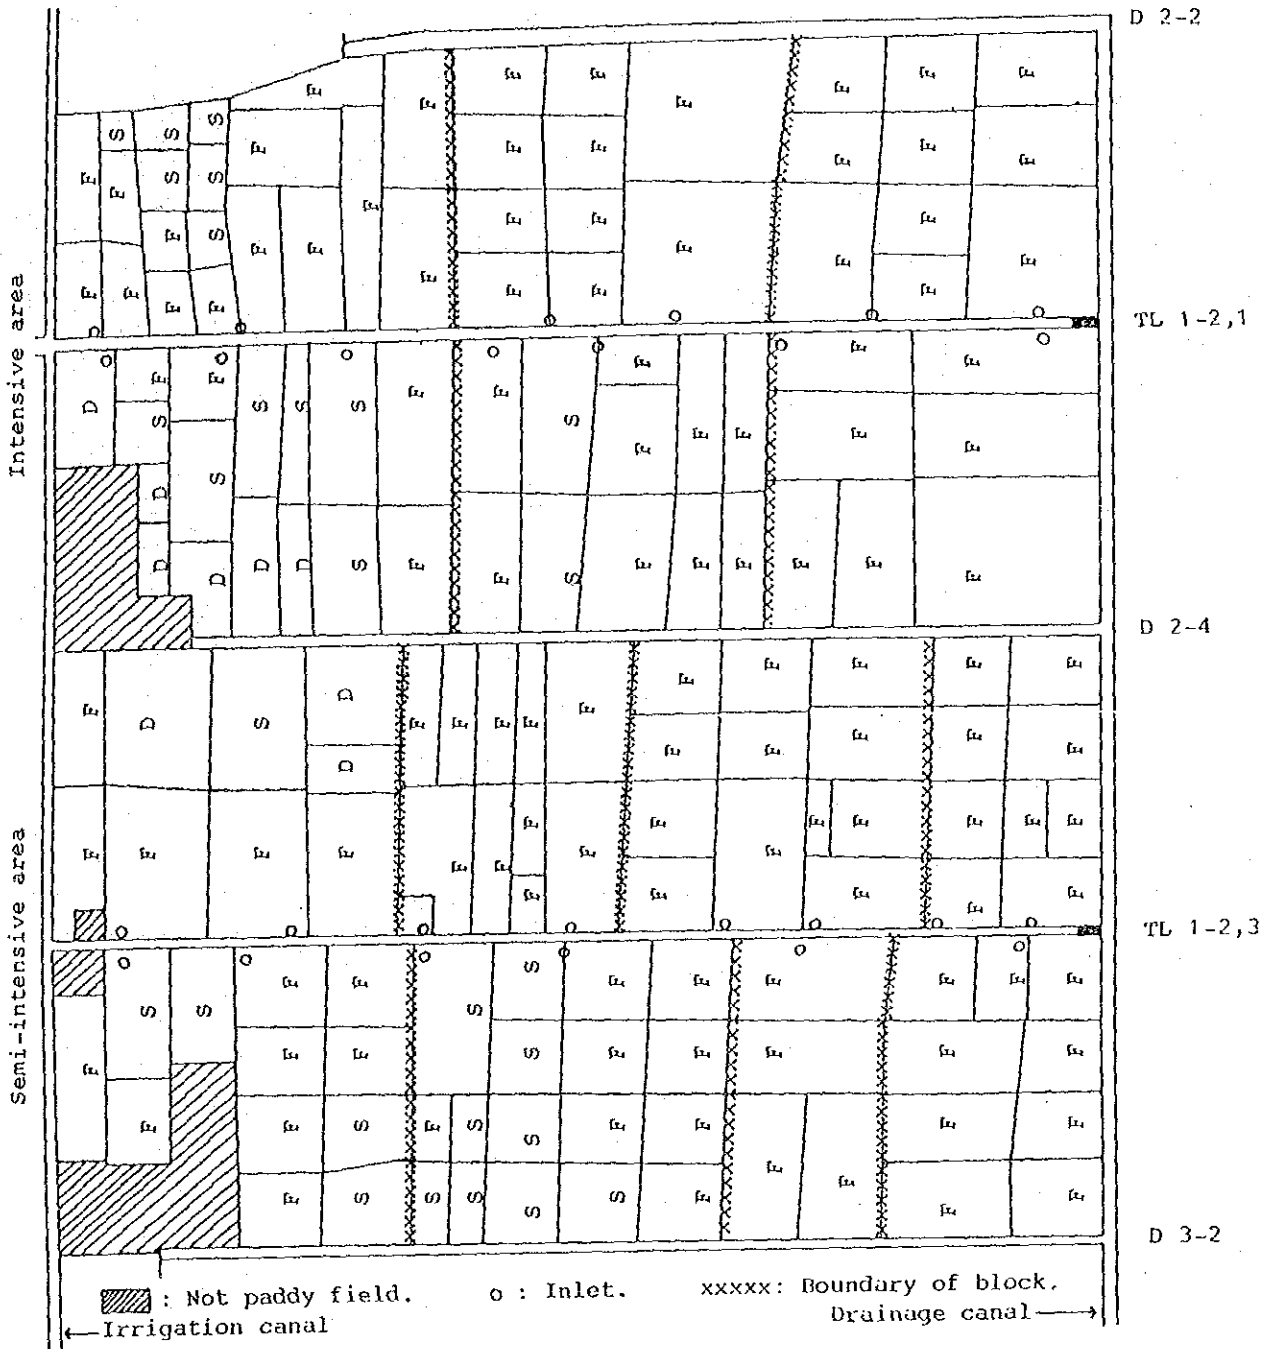 D 2-2
F F F F F F F F
S S S F F F F F F
F F S S F F F F
F S F F F F F F
F F F F F F F
TL 1-2,1
Intensive area
D F F S S S F F S F F F
S F F F F
D S F
D D D D S F F S F F F F F F
D 2-4
F D S D F F F F F F F F F F
D F F F F F
F F F F F F F F F F F F F F F F
F F F F F
TL 1-2,3
Semi-intensive area
S S F F S S F F F F F F
F F F S F F F F F
F F S F S S F F F F
F S S S S S F F F F F
D 3-2
: Not paddy field.
o : Inlet.
xxxxx: Boundary of block.
←Irrigation canal
Drainage canal→